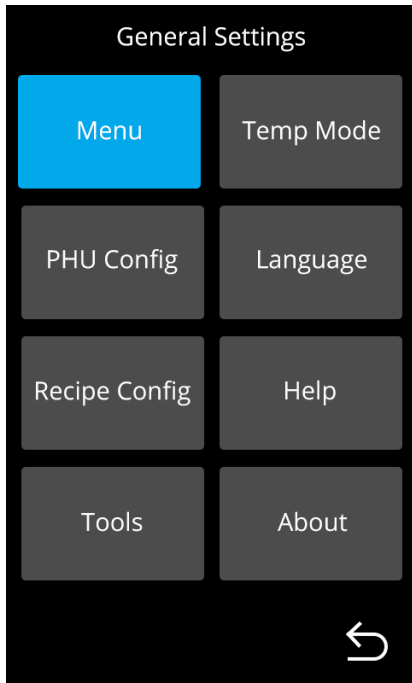 General Settings
Menu
Temp Mode
PHU Config
Language
Recipe Config
Help
Tools
About